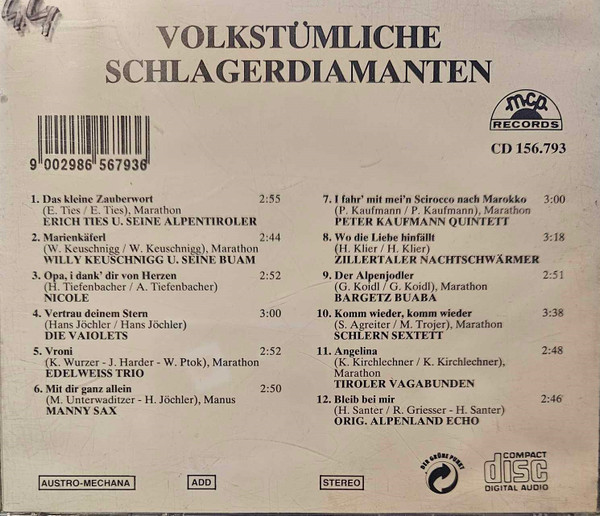 VOLKSTÜMLICHE
SCHLAGERDIAMANTEN
mcp
RECORDS
CD 156.793
9 002986 567936
1. Das kleine Zauberwort 2:55
(E. Ties / E. Ties), Marathon
ERICH TIES U. SEINE ALPENTIROLER
2. Marienkäferl 2:44
(W. Keuschnigg / W. Keuschnigg), Marathon
WILLY KEUSCHNIGG U. SEINE BUAM
3. Opa, i dank' dir von Herzen 2:52
(H. Tiefenbacher / A. Tiefenbacher)
NICOLE
4. Vertrau deinem Stern 3:00
(Hans Jöchler / Hans Jöchler)
DIE VAIOLETS
5. Vroni 2:52
(K. Wurzer - J. Harder - W. Ptok), Marathon
EDELWEISS TRIO
6. Mit dir ganz allein 2:50
(M. Unterwaditzer - H. Jöchler), Manus
MANNY SAX
7. I fahr' mit mei'n Scirocco nach Marokko 3:00
(P. Kaufmann / P. Kaufmann), Marathon
PETER KAUFMANN QUINTETT
8. Wo die Liebe hinfällt 3:18
(H. Klier / H. Klier)
ZILLERTALER NACHTSCHWÄRMER
9. Der Alpenjodler 2:51
(G. Koidl / G. Koidl), Marathon
BARGETZ BUABA
10. Komm wieder, komm wieder 3:38
(S. Agreiter / M. Trojer), Marathon
SCHLERN SEXTETT
11. Angelina 2:48
(K. Kirchlechner / K. Kirchlechner),
Marathon
TIROLER VAGABUNDEN
12. Bleib bei mir 2:46
(H. Santer / R. Griesser - H. Santer)
ORIG. ALPENLAND ECHO
AUSTRO-MECHANA
ADD
STEREO
DER GRÜNE PUNKT
COMPACT
disc
DIGITAL AUDIO